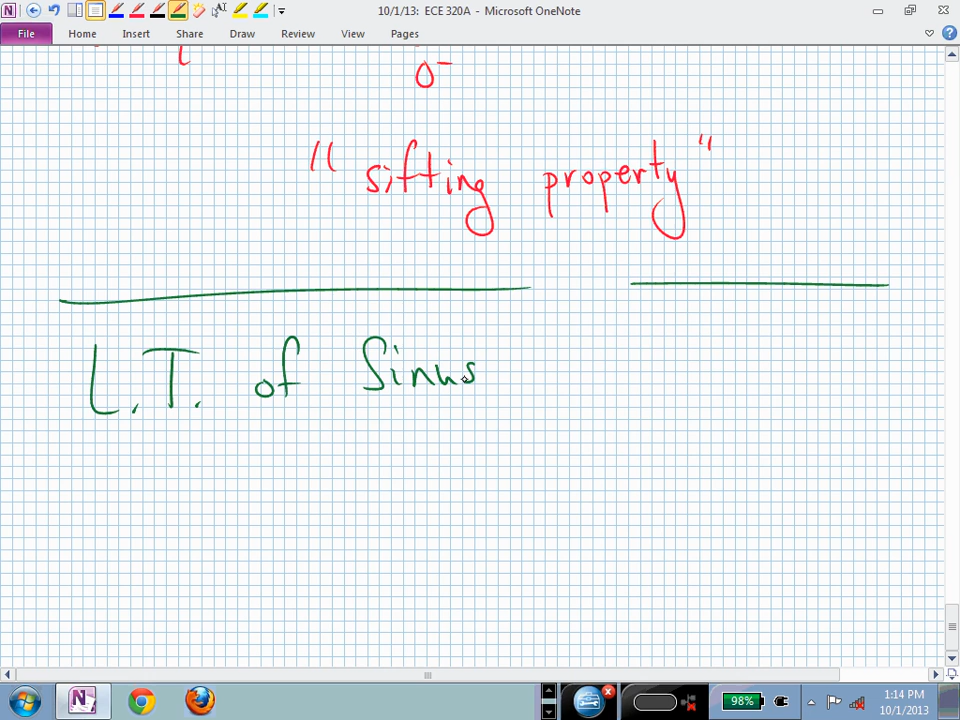 10/1/13: ECE 320A - Microsoft OneNote
File Home Insert Share Draw Review View Pages
0-
"sifting property"
L.T. of Sinus
98%
1:14 PM
10/1/2013